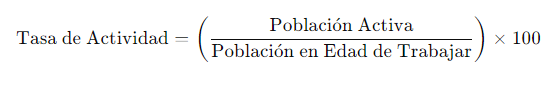 Tasa de Actividad = ( Población Activa / Población en Edad de Trabajar ) × 100